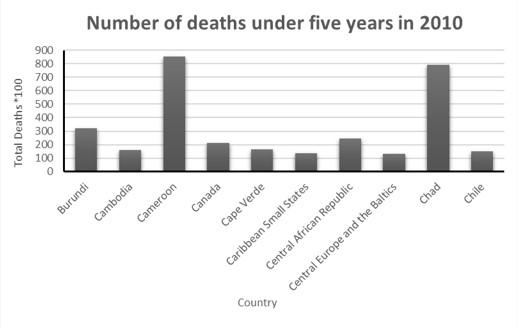 Number of deaths under five years in 2010
Total Deaths *100
900
800
700
600
500
400
300
200
100
0
Burundi
Cambodia
Cameroon
Canada
Cape Verde
Caribbean Small States
Central African Republic
Central Europe and the Baltics
Chad
Chile
Country